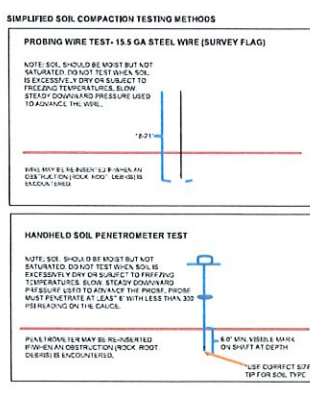 SIMPLIFIED SOIL COMPACTION TESTING METHODS
PROBING WIRE TEST- 15.5 GA STEEL WIRE (SURVEY FLAG)
NOTE: SOIL SHOULD BE MOIST BUT NOT
SATURATED. DO NOT TEST WHEN SOIL
IS EXCESSIVELY DRY OR SUBJECT TO
FREEZING TEMPERATURES. SLOW,
STEADY DOWNWARD PRESSURE USED
TO ADVANCE THE WIRE.
18-21"
WIRE MAY BE RE-INSERTED IF/WHEN AN
OBSTRUCTION (ROCK, ROOT, DEBRIS) IS
ENCOUNTERED.
HANDHELD SOIL PENETROMETER TEST
NOTE: SOIL SHOULD BE MOIST BUT NOT
SATURATED. DO NOT TEST WHEN SOIL IS
EXCESSIVELY DRY OR SUBJECT TO FREEZING
TEMPERATURES. SLOW, STEADY DOWNWARD
PRESSURE USED TO ADVANCE THE PROBE. PROBE
MUST PENETRATE AT LEAST 6" WITH LESS THAN 300
PSI READING ON THE GAUGE.
PENETROMETER MAY BE RE-INSERTED
IF/WHEN AN OBSTRUCTION (ROCK, ROOT,
DEBRIS) IS ENCOUNTERED.
6.0" MIN. VISIBLE MARK
ON SHAFT AT DEPTH
*USE CORRECT SIZE
TIP FOR SOIL TYPE